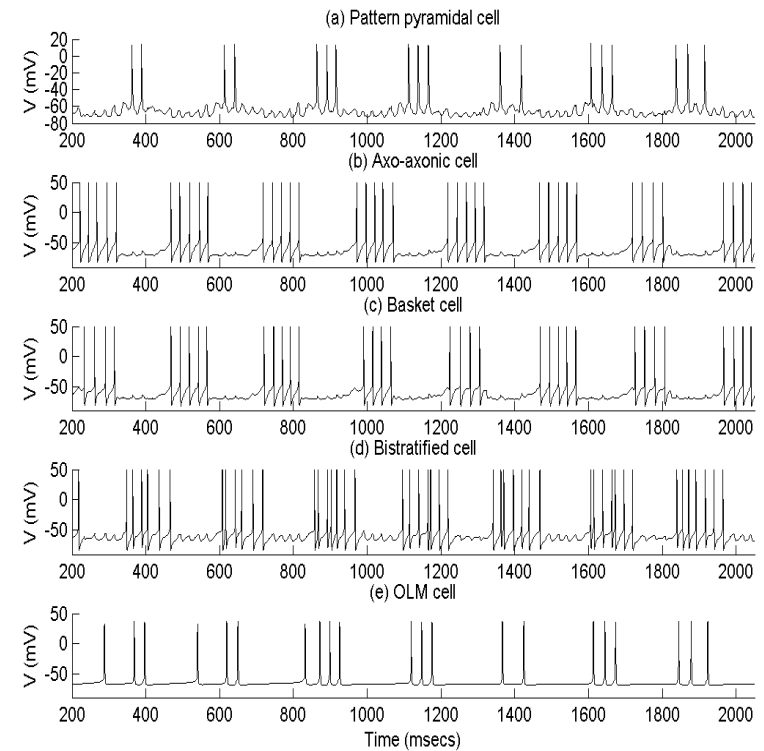 (a) Pattern pyramidal cell
V (mV)
20
0
-20
-40
-60
-80
200 400 600 800 1000 1200 1400 1600 1800 2000
(b) Axo-axonic cell
V (mV)
50
0
-50
200 400 600 800 1000 1200 1400 1600 1800 2000
(c) Basket cell
V (mV)
50
0
-50
200 400 600 800 1000 1200 1400 1600 1800 2000
(d) Bistratified cell
V (mV)
50
0
-50
200 400 600 800 1000 1200 1400 1600 1800 2000
(e) OLM cell
V (mV)
50
0
-50
200 400 600 800 1000 1200 1400 1600 1800 2000
Time (msecs)